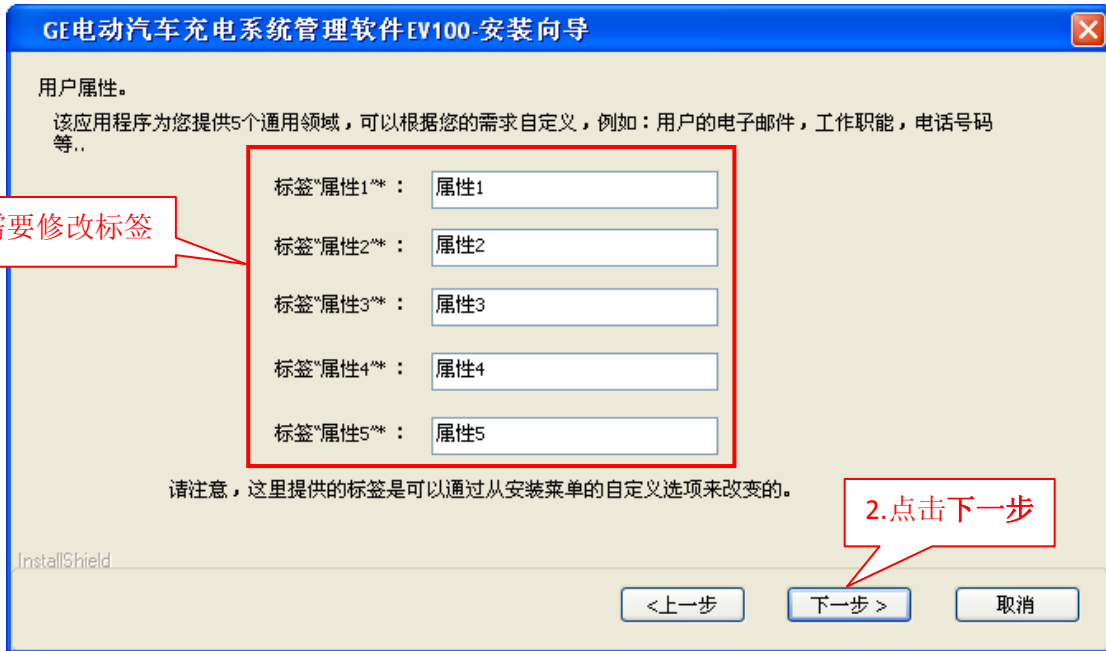 GE电动汽车充电系统管理软件EV100-安装向导
用户属性。
该应用程序为您提供5个通用领域，可以根据您的需求自定义，例如：用户的电子邮件，工作职能，电话号码
等..
标签"属性1"*： 属性1
需要修改标签
标签"属性2"*： 属性2
标签"属性3"*： 属性3
标签"属性4"*： 属性4
标签"属性5"*： 属性5
请注意，这里提供的标签是可以通过从安装菜单的自定义选项来改变的。
2.点击下一步
InstallShield
<上一步 下一步 > 取消